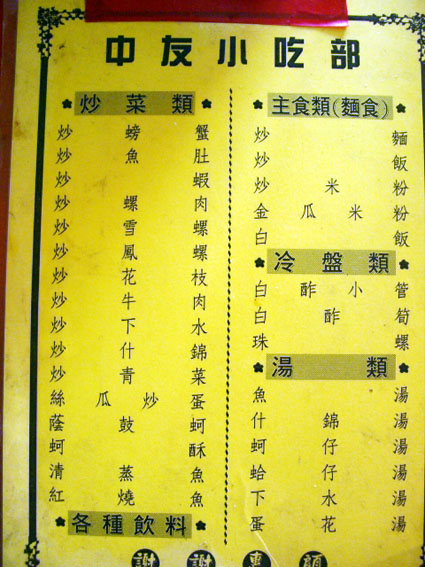 中友小吃部
炒菜類
炒螃蟹
炒魚肚
炒蝦
炒螺肉
炒雪螺
炒鳳螺
炒花枝
炒牛肉
炒下水
炒什錦
炒青菜
絲瓜炒蛋
蔭鼓蚵
蚵酥
清蒸魚
紅燒魚
各種飲料
主食類(麵食)
炒麵
炒飯
炒米粉
金瓜米粉
白飯
冷盤類
白酢小管
白酢筍
珠螺
湯類
魚湯
什錦湯
蚵仔湯
蛤仔湯
下水湯
蛋花湯
謝謝惠顧